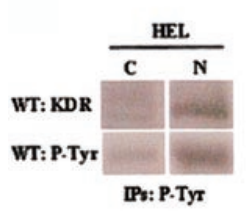 HEL
C N
WT: KDR
WT: P-Tyr
IPs: P-Tyr